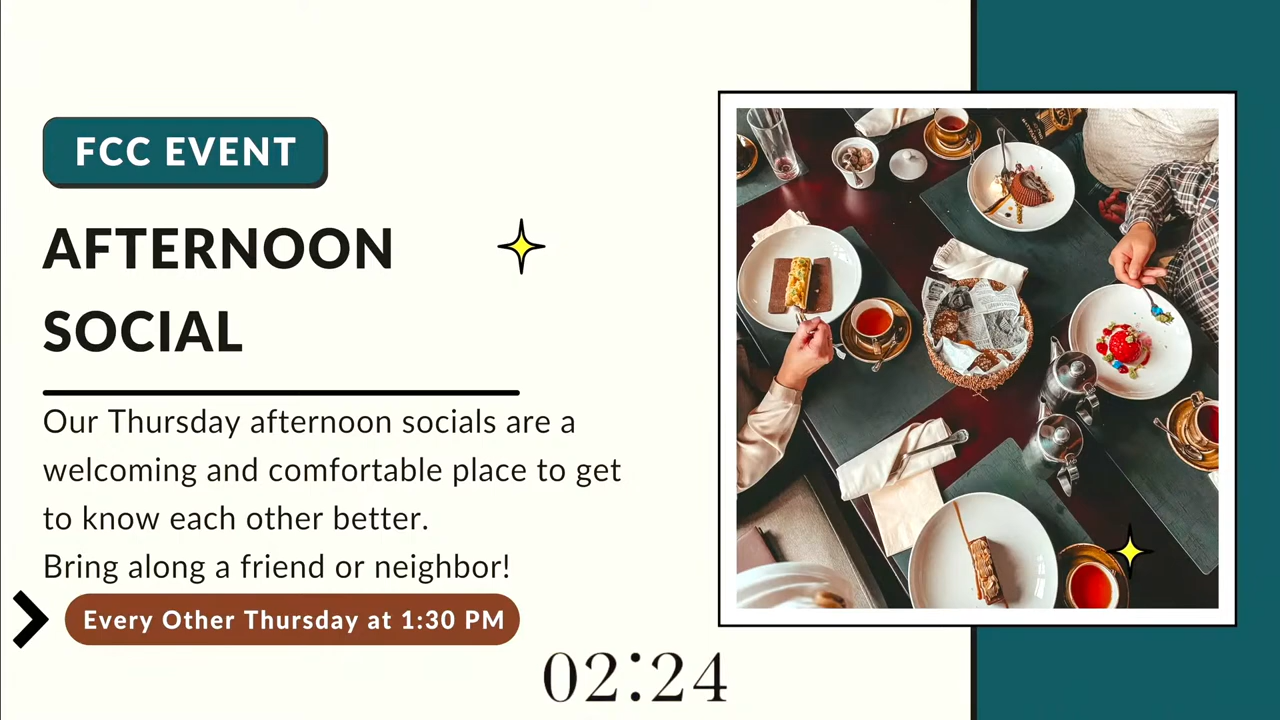 FCC EVENT
AFTERNOON
SOCIAL
Our Thursday afternoon socials are a
welcoming and comfortable place to get
to know each other better.
Bring along a friend or neighbor!
Every Other Thursday at 1:30 PM
02:24